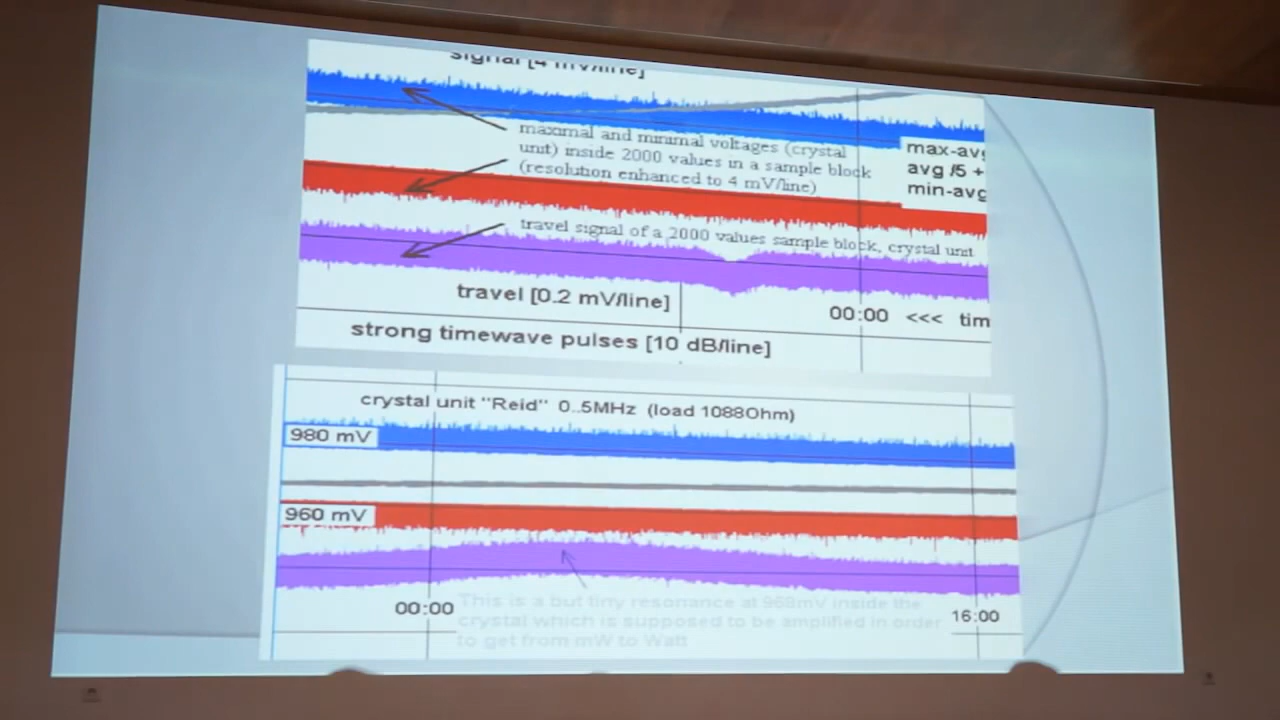 signal [4 mV/line]
maximal and minimal voltages (crystal
unit) inside 2000 values in a sample block
(resolution enhanced to 4 mV/line)
max-avg
avg /5 +
min-avg
travel signal of a 2000 values sample block, crystal unit
travel [0.2 mV/line]
00:00 <<< tim
strong timewave pulses [10 dB/line]
crystal unit "Reid" 0..5MHz (load 1088Ohm)
980 mV
960 mV
00:00
This is a but tiny resonance at 968mV inside the
crystal which is supposed to be amplified in order
to get from mW to Watt
16:00